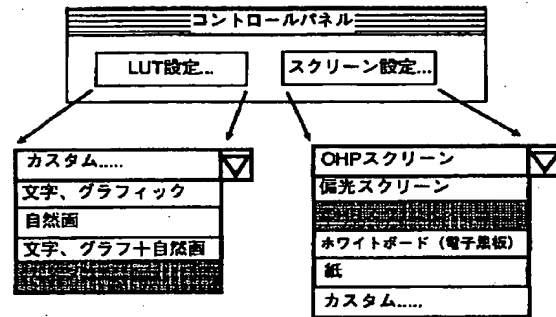 コントロールパネル
LUT設定...
スクリーン設定...
カスタム.....
文字、グラフィック
自然画
文字、グラフ＋自然画
OHPスクリーン
偏光スクリーン
ホワイトボード（電子黒板）
紙
カスタム.....